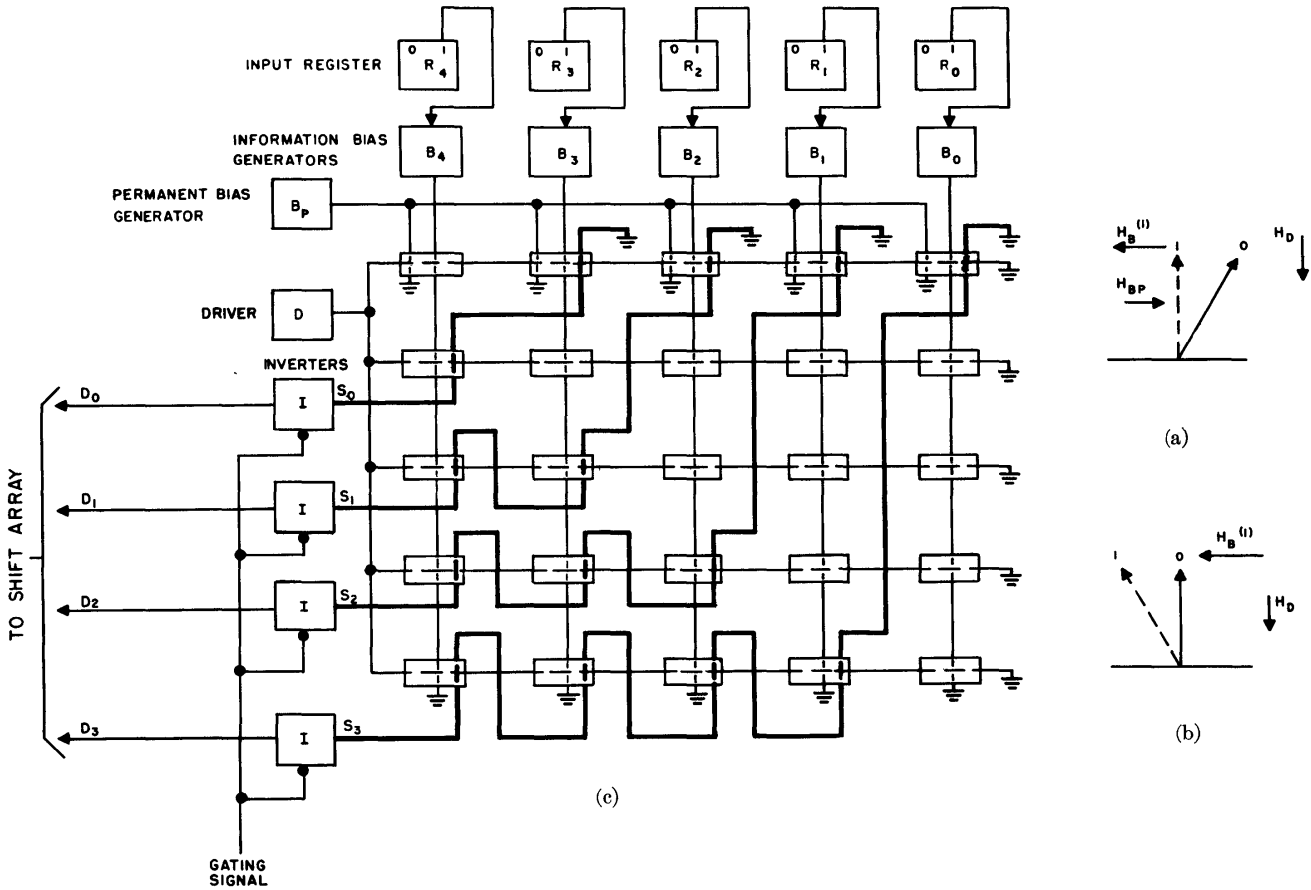 INPUT REGISTER
0 1
R4
0 1
R3
0 1
R2
0 1
R1
0 1
R0
INFORMATION BIAS
GENERATORS
B4
B3
B2
B1
B0
PERMANENT BIAS
GENERATOR
BP
DRIVER
D
INVERTERS
D0
I
S0
D1
I
S1
D2
I
S2
D3
I
S3
TO SHIFT ARRAY
GATING
SIGNAL
(c)
HB(1)
1
0
HD
HBP
(a)
1
0
HB(1)
HD
(b)